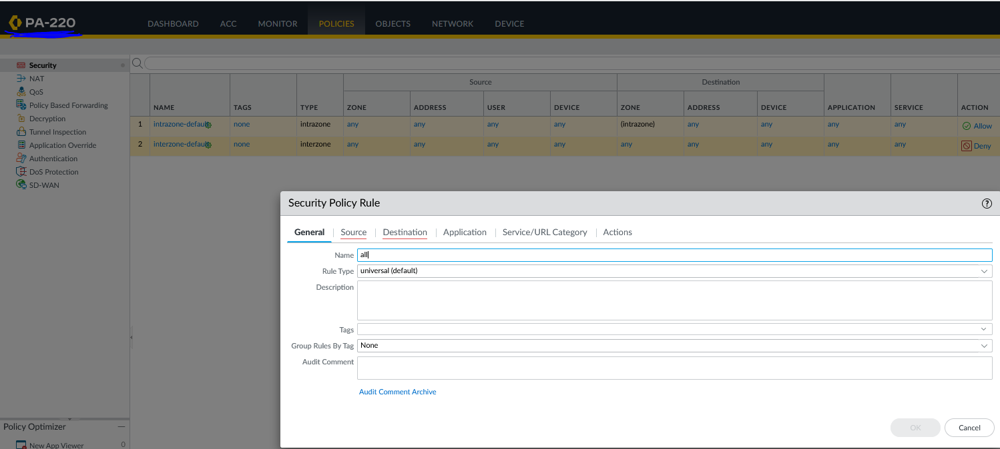 PA-220 DASHBOARD ACC MONITOR POLICIES OBJECTS NETWORK DEVICE
Security
NAT
QoS
Policy Based Forwarding
Decryption
Tunnel Inspection
Application Override
Authentication
DoS Protection
SD-WAN
Policy Optimizer
New App Viewer 0
Source Destination
NAME TAGS TYPE ZONE ADDRESS USER DEVICE ZONE ADDRESS DEVICE APPLICATION SERVICE ACTION
1 intrazone-default none intrazone any any any any (intrazone) any any any any Allow
2 interzone-default none interzone any any any any any any any any any Deny
Security Policy Rule ?
General Source Destination Application Service/URL Category Actions
Name all
Rule Type universal (default)
Description
Tags
Group Rules By Tag None
Audit Comment
Audit Comment Archive
OK Cancel